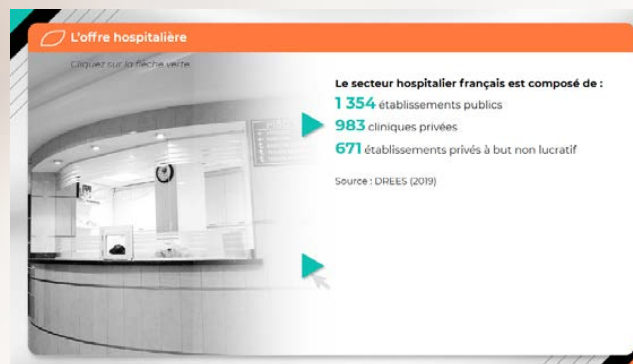 L'offre hospitalière
Cliquez sur la flèche verte
Le secteur hospitalier français est composé de :
1 354 établissements publics
983 cliniques privées
671 établissements privés à but non lucratif
Source : DREES (2019)